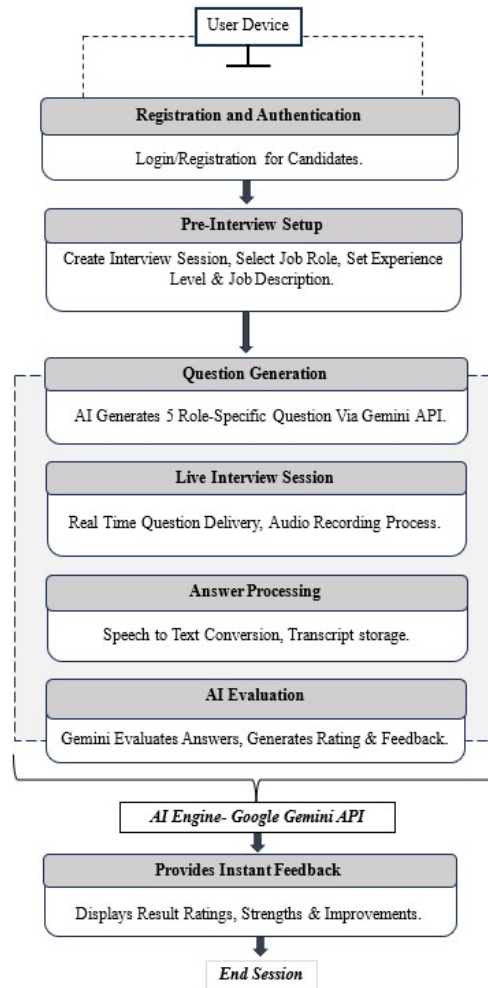 User Device
Registration and Authentication
Login/Registration for Candidates.
Pre-Interview Setup
Create Interview Session, Select Job Role, Set Experience
Level & Job Description.
Question Generation
AI Generates 5 Role-Specific Question Via Gemini API.
Live Interview Session
Real Time Question Delivery, Audio Recording Process.
Answer Processing
Speech to Text Conversion, Transcript storage.
AI Evaluation
Gemini Evaluates Answers, Generates Rating & Feedback.
AI Engine- Google Gemini API
Provides Instant Feedback
Displays Result Ratings, Strengths & Improvements.
End Session